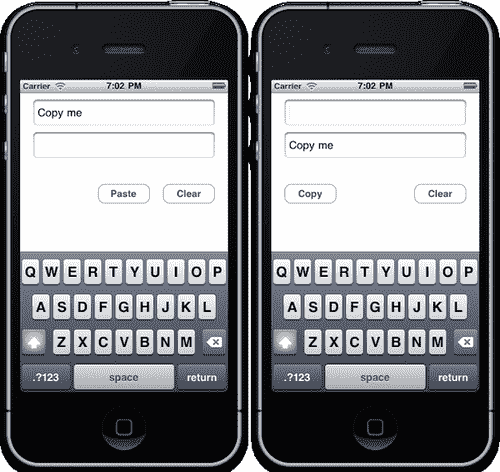 Carrier 7:02 PM
Copy me
Paste Clear
Q W E R T Y U I O P
A S D F G H J K L
Z X C V B N M
.?123 space return
Carrier 7:02 PM
Copy me
Copy Clear
Q W E R T Y U I O P
A S D F G H J K L
Z X C V B N M
.?123 space return